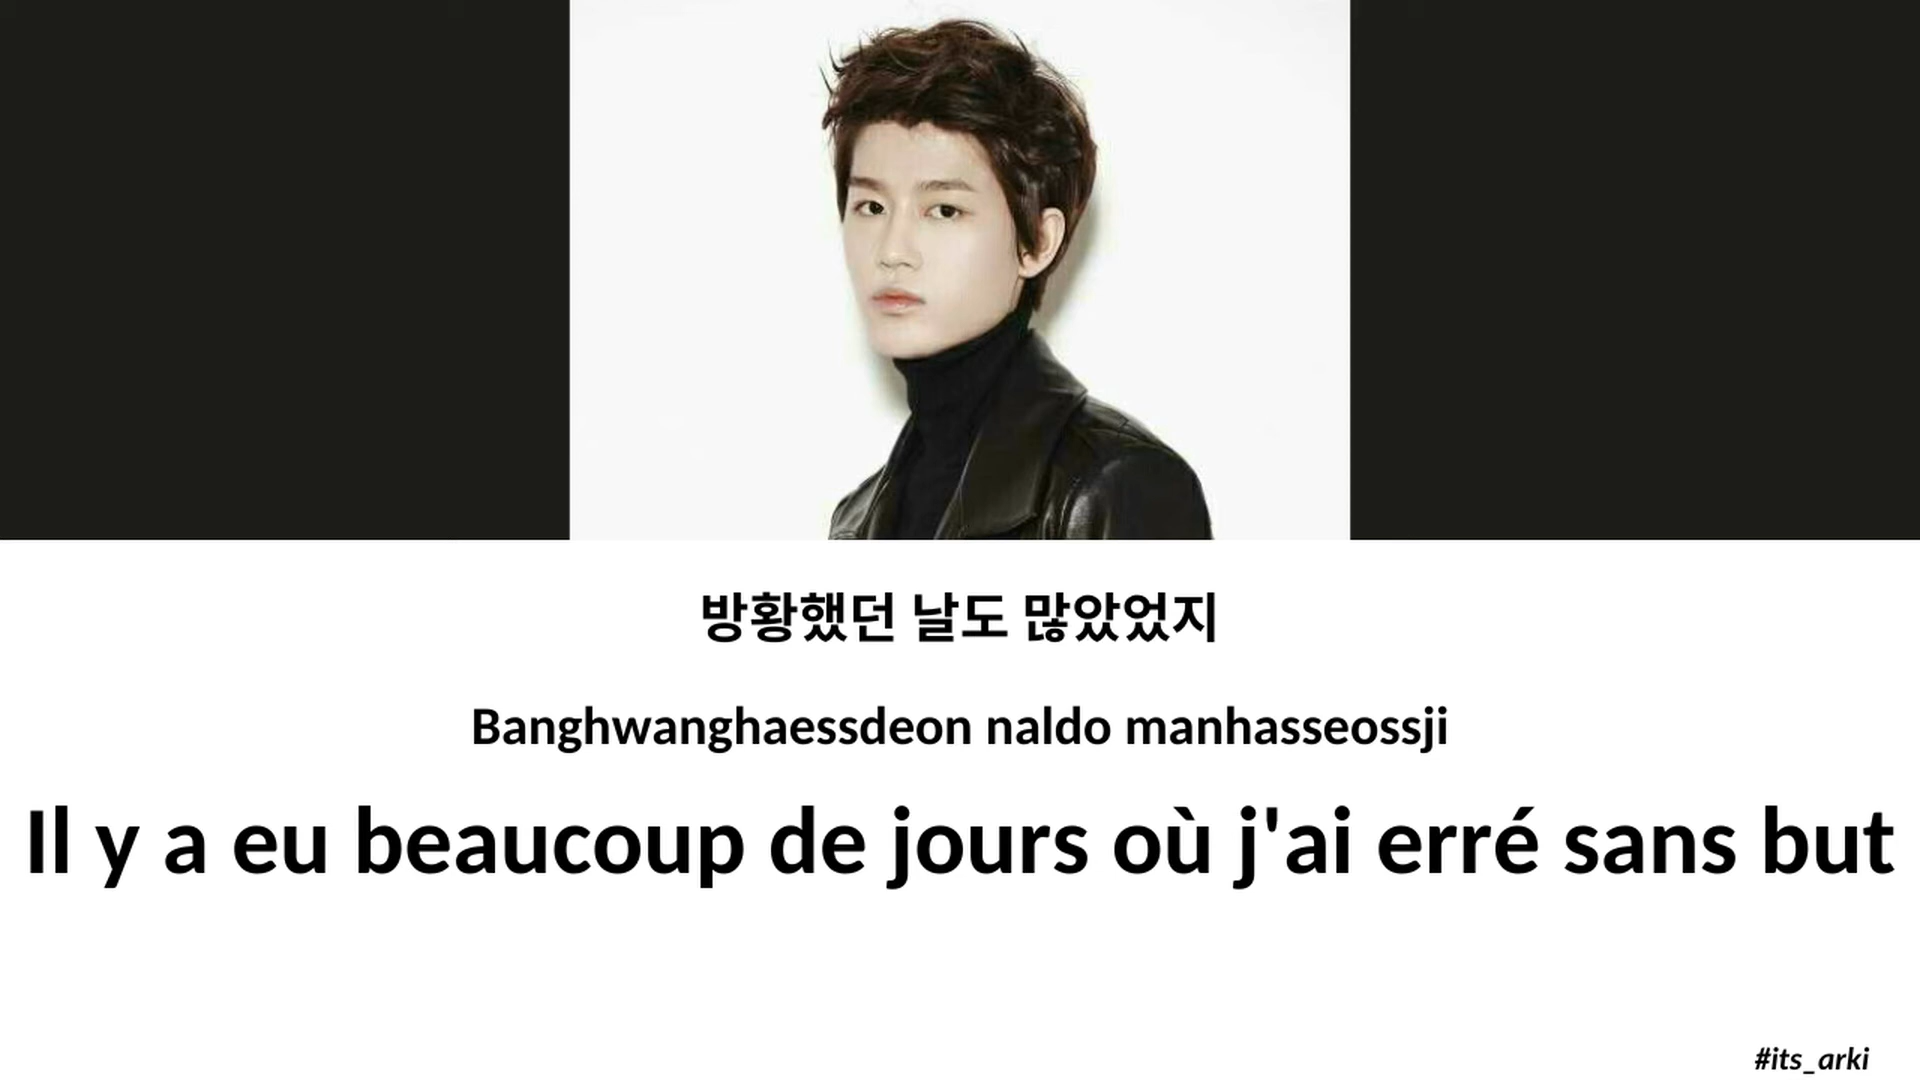 방황했던 날도 많았었지
Banghwanghaessdeon naldo manhasseossji
Il y a eu beaucoup de jours où j'ai erré sans but
#its_arki